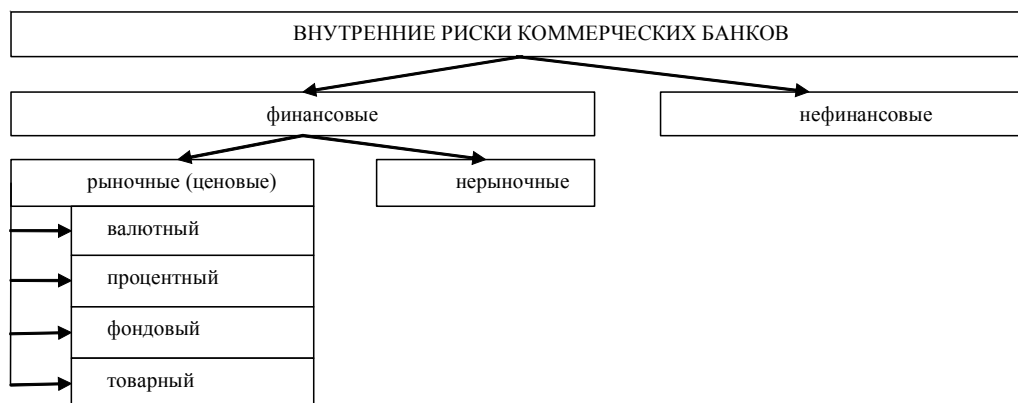 ВНУТРЕННИЕ РИСКИ КОММЕРЧЕСКИХ БАНКОВ
финансовые
нефинансовые
рыночные (ценовые)
нерыночные
валютный
процентный
фондовый
товарный